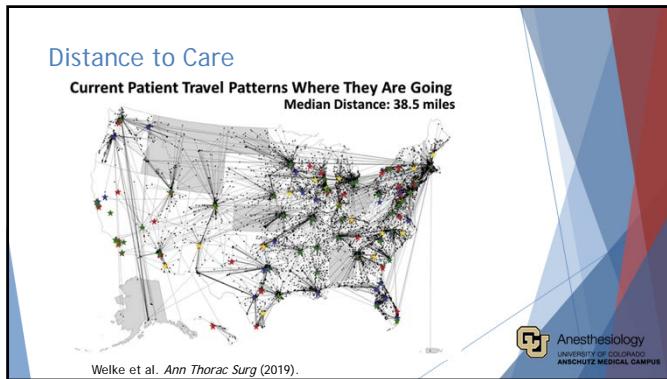 Distance to Care
Current Patient Travel Patterns Where They Are Going
Median Distance: 38.5 miles
Welke et al. Ann Thorac Surg (2019).
CU
Anesthesiology
UNIVERSITY OF COLORADO
ANSCHUTZ MEDICAL CAMPUS